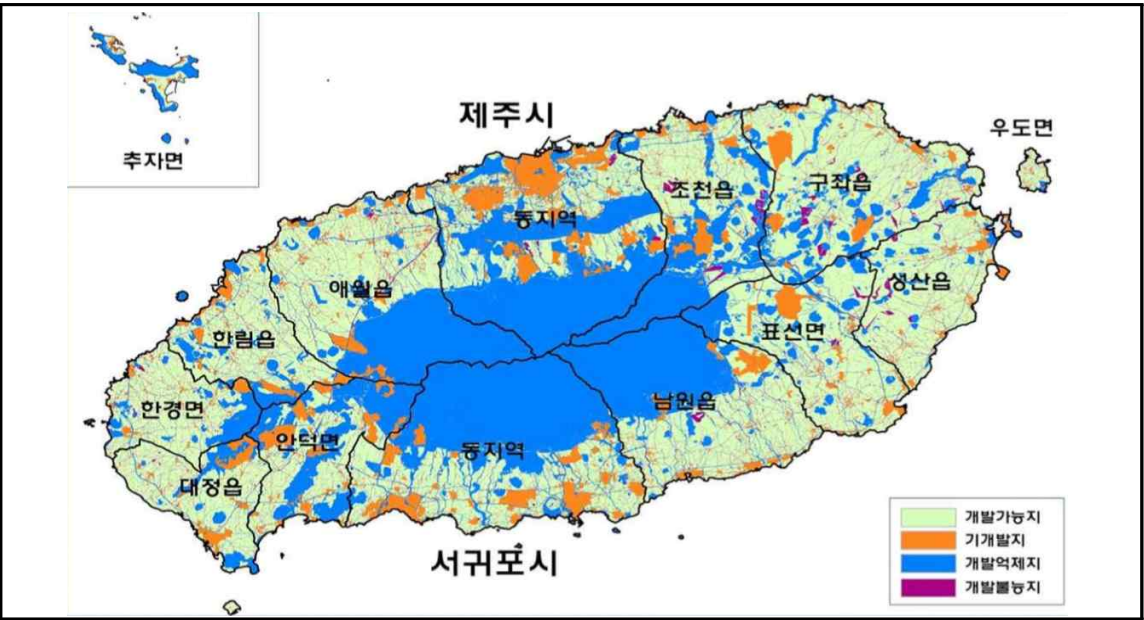 제주시
우도면
추자면
구좌읍
조천읍
동지역
성산읍
애월읍
표선면
한림읍
남원읍
한경면
안덕면
동지역
대정읍
서귀포시
개발가능지
기개발지
개발억제지
개발불능지